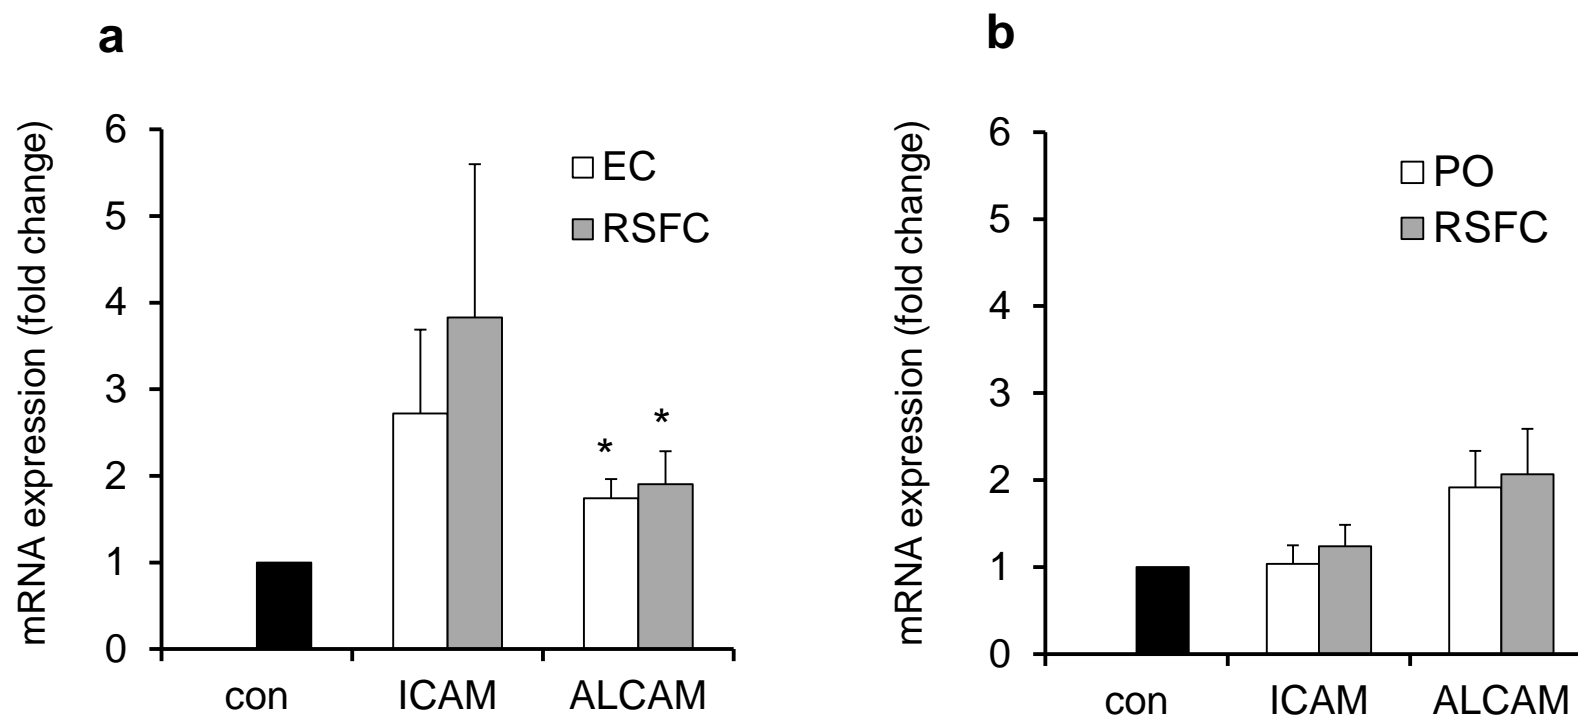 a
mRNA expression (fold change)
6
5
4
3
2
1
0
EC
RSFC
*
*
con
ICAM
ALCAM
b
mRNA expression (fold change)
6
5
4
3
2
1
0
PO
RSFC
con
ICAM
ALCAM